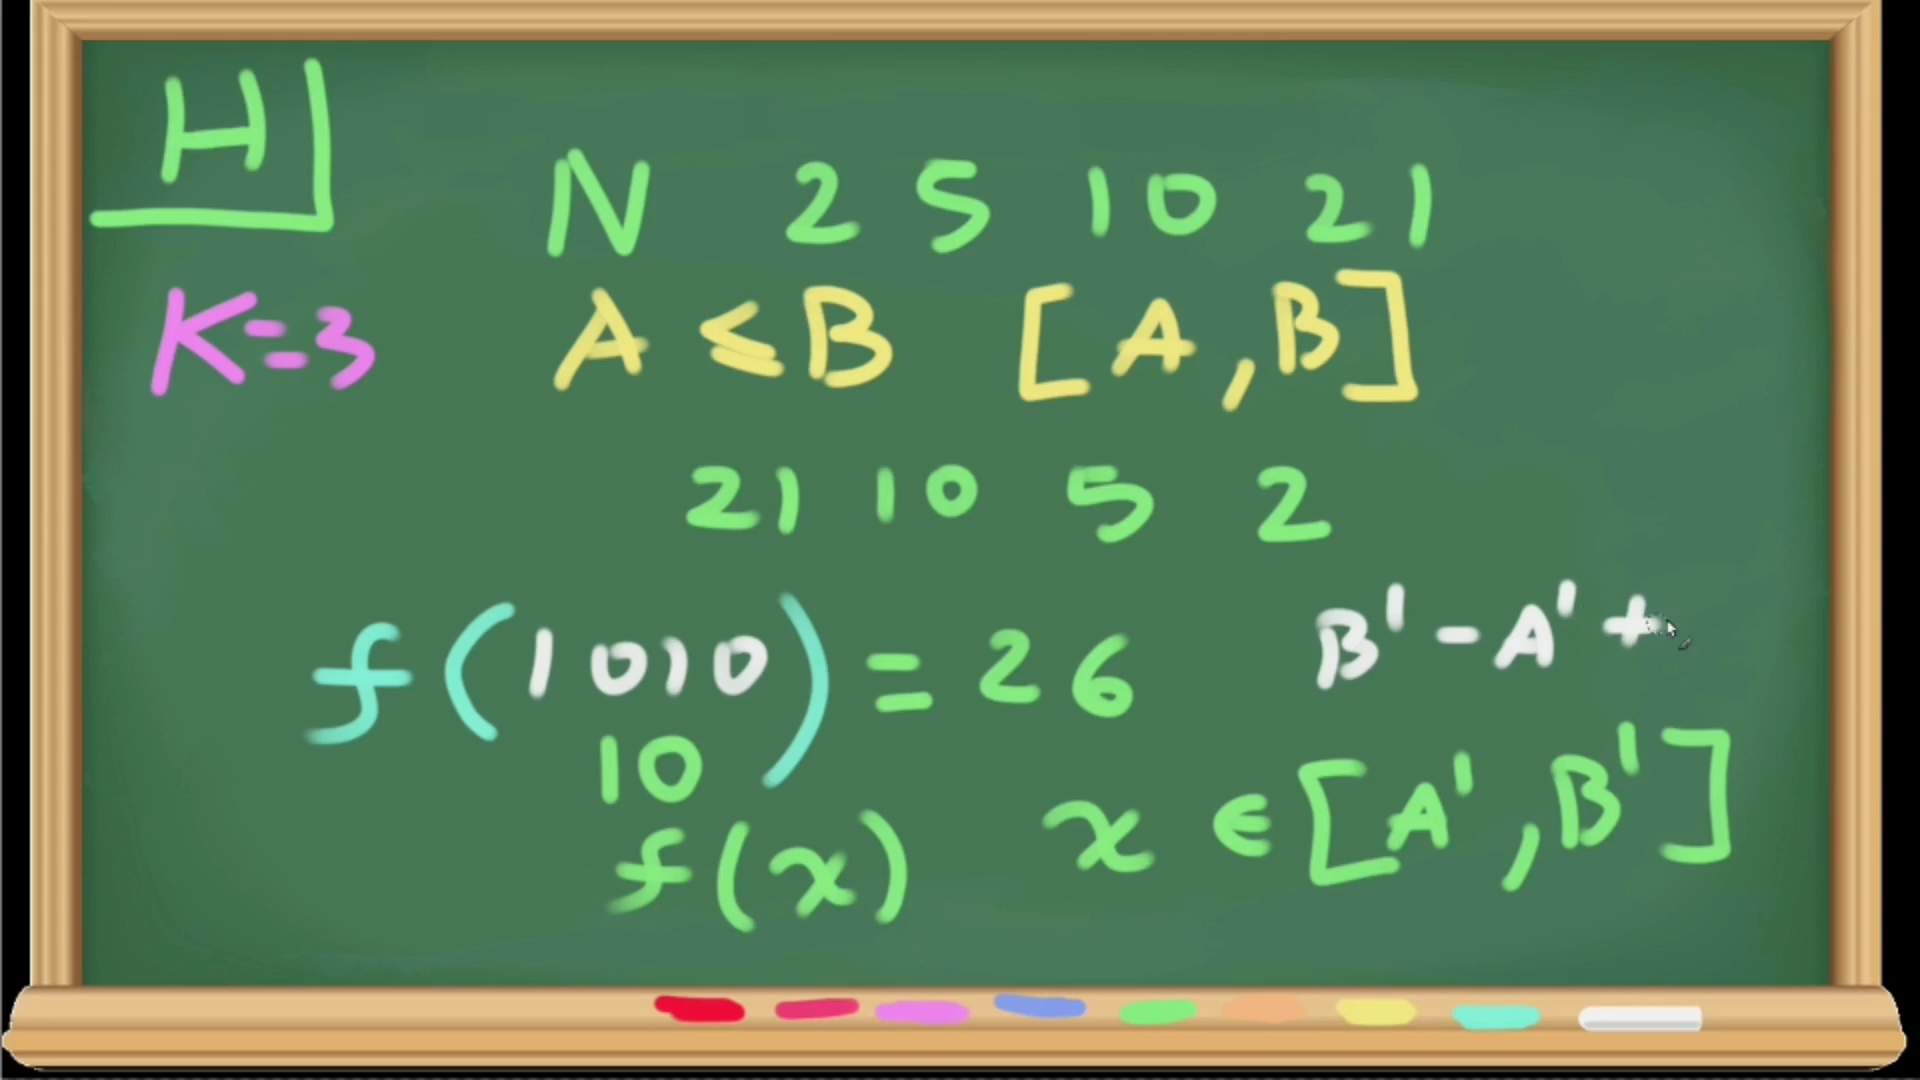 H
N 2 5 10 21
K=3 A ≤ B [A, B]
21 10 5 2
f(1010) = 26 B' - A' +
10
f(x) x ∈ [A', B']